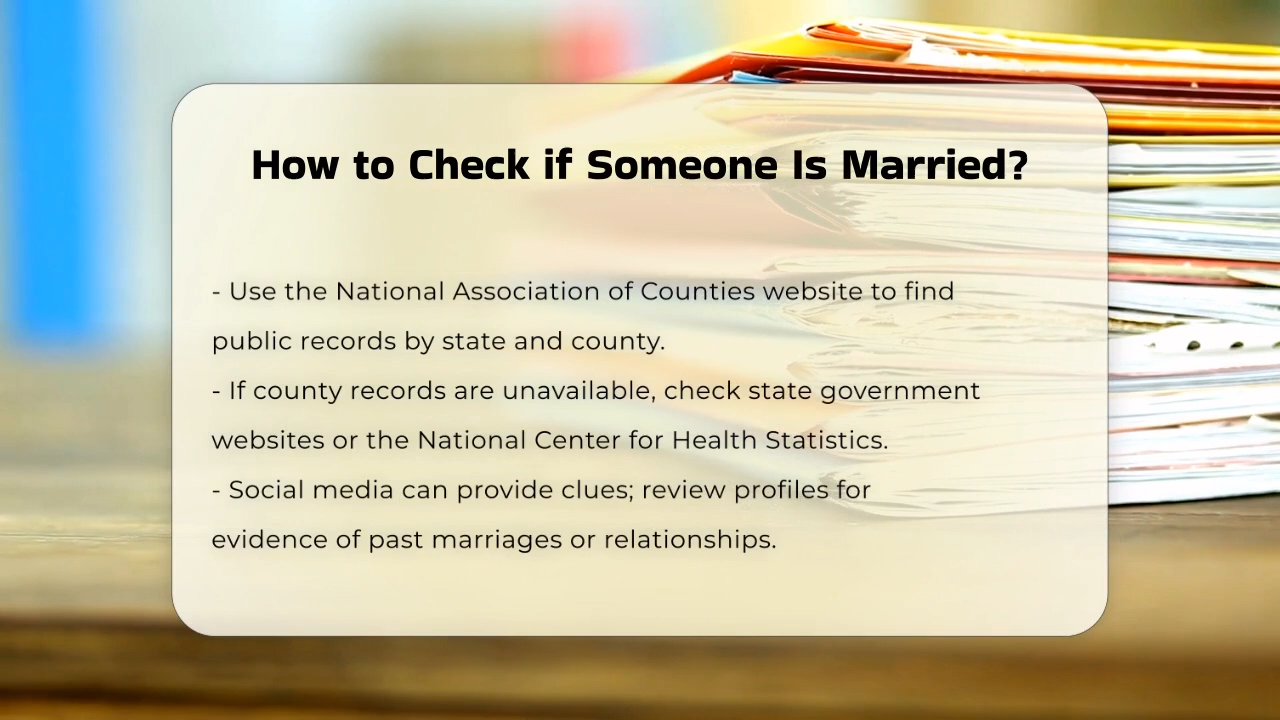 How to Check if Someone Is Married?
- Use the National Association of Counties website to find
public records by state and county.
- If county records are unavailable, check state government
websites or the National Center for Health Statistics.
- Social media can provide clues; review profiles for
evidence of past marriages or relationships.